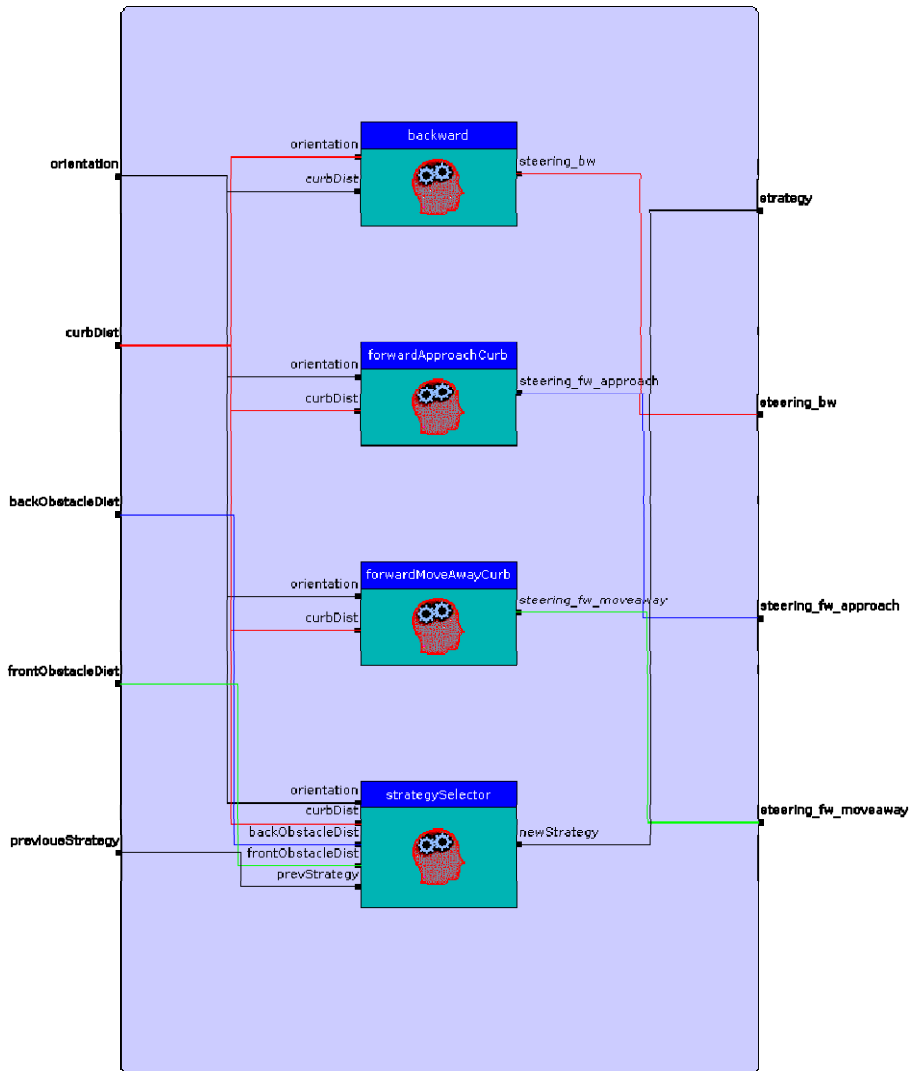 backward
orientation
steering_bw
orientation
curbDist
strategy
curbDist
forwardApproachCurb
orientation
steering_fw_approach
curbDist
steering_bw
backObstacleDist
forwardMoveAwayCurb
orientation
steering_fw_moveaway
steering_fw_approach
curbDist
frontObstacleDist
orientation
strategySelector
curbDist
steering_fw_moveaway
backObstacleDist
newStrategy
previousStrategy
frontObstacleDist
prevStrategy